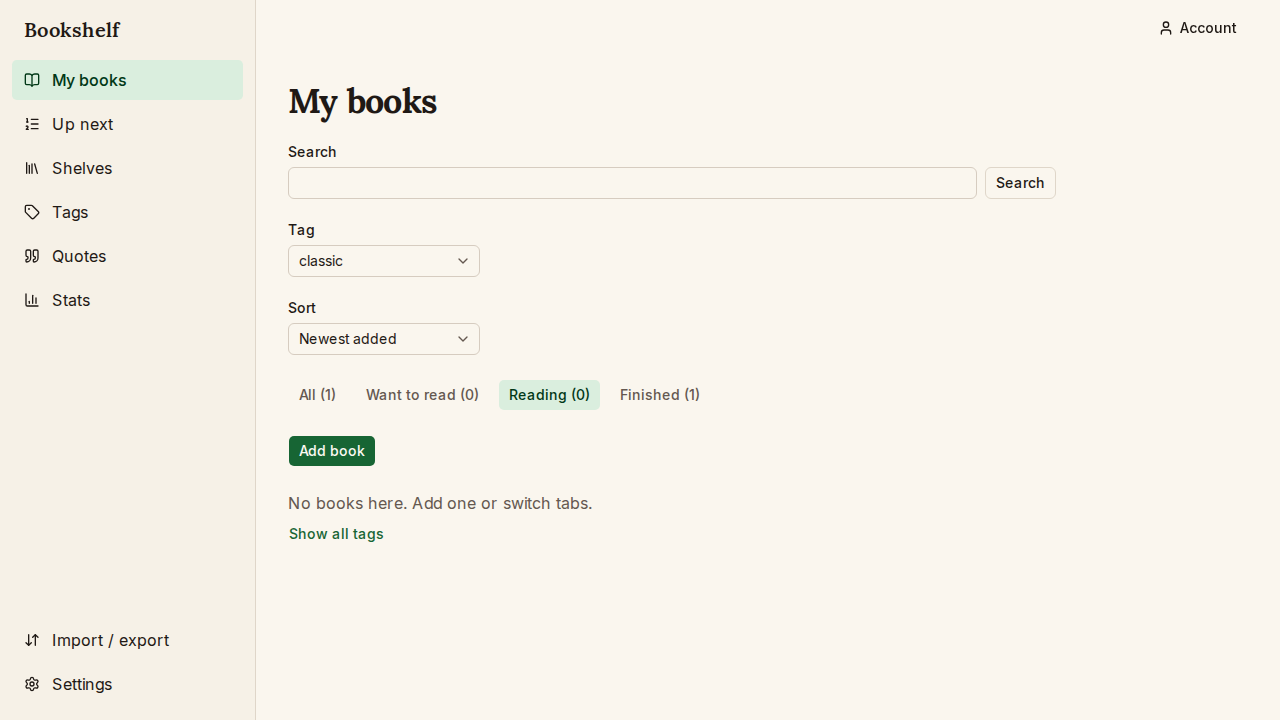 Bookshelf
My books
Up next
Shelves
Tags
Quotes
Stats
Import / export
Settings
Account
My books
Search
Search
Tag
classic
Sort
Newest added
All (1) Want to read (0) Reading (0) Finished (1)
Add book
No books here. Add one or switch tabs.
Show all tags